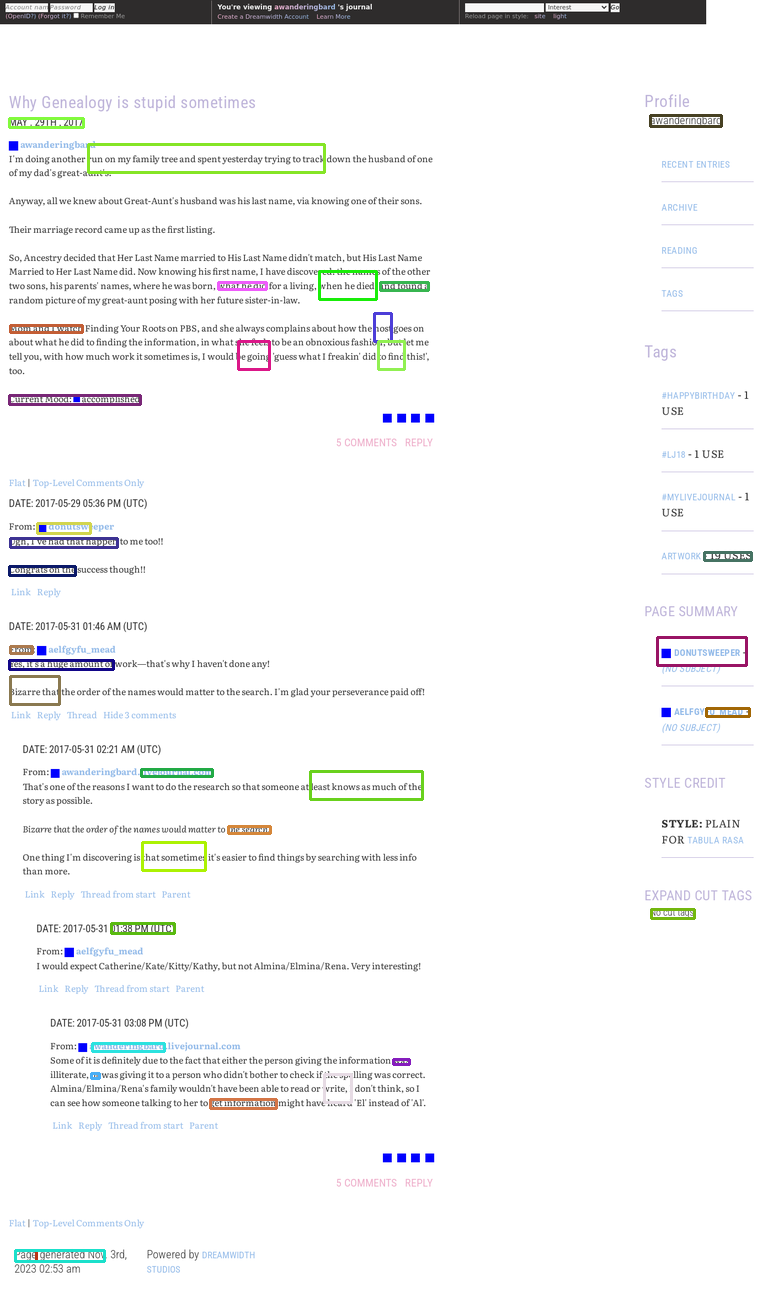 Account name Password Log in
(OpenID?) (Forgot it?) Remember Me
You're viewing awanderingbard 's journal
Create a Dreamwidth Account Learn More
Interest Go
Reload page in style: site light
Why Genealogy is stupid sometimes
MAY . 29TH , 2017
awanderingbard
I'm doing another run on my family tree and spent yesterday trying to track down the husband of one
of my dad's great-aunt's.
Anyway, all we knew about Great-Aunt's husband was his last name, via knowing one of their sons.
Their marriage record came up as the first listing.
So, Ancestry decided that Her Last Name married to His Last Name didn't match, but His Last Name
Married to Her Last Name did. Now knowing his first name, I have discovered: the names of the other
two sons, his parents' names, where he was born, what he did for a living, when he died and found a
random picture of my great-aunt posing with her future sister-in-law.
Mom and I watch Finding Your Roots on PBS, and she always complains about how the host goes on
about what he did to finding the information, in what she feels to be an obnoxious fashion, but let me
tell you, with how much work it sometimes is, I would be going 'guess what I freakin' did to find this!',
too.
Current Mood: accomplished
5 COMMENTS REPLY
Flat | Top-Level Comments Only
DATE: 2017-05-29 05:36 PM (UTC)
From: donutsweeper
Ugh, I've had that happen to me too!!
Congrats on the success though!!
Link Reply
DATE: 2017-05-31 01:46 AM (UTC)
From: aelfgyfu_mead
Yes, it's a huge amount of work—that's why I haven't done any!
Bizarre that the order of the names would matter to the search. I'm glad your perseverance paid off!
Link Reply Thread Hide 3 comments
DATE: 2017-05-31 02:21 AM (UTC)
From: awanderingbard.livejournal.com
That's one of the reasons I want to do the research so that someone at least knows as much of the
story as possible.
Bizarre that the order of the names would matter to the search.
One thing I'm discovering is that sometimes it's easier to find things by searching with less info
than more.
Link Reply Thread from start Parent
DATE: 2017-05-31 01:38 PM (UTC)
From: aelfgyfu_mead
I would expect Catherine/Kate/Kitty/Kathy, but not Almina/Elmina/Rena. Very interesting!
Link Reply Thread from start Parent
DATE: 2017-05-31 03:08 PM (UTC)
From: awanderingbard.livejournal.com
Some of it is definitely due to the fact that either the person giving the information was
illiterate, or was giving it to a person who didn't bother to check if spelling was correct.
Almina/Elmina/Rena's family wouldn't have been able to read or write, I don't think, so I
can see how someone talking to her to get information might have heard 'El' instead of 'Al'.
Link Reply Thread from start Parent
5 COMMENTS REPLY
Flat | Top-Level Comments Only
Page generated Nov. 3rd,
2023 02:53 am
Powered by DREAMWIDTH
STUDIOS
Profile
awanderingbard
RECENT ENTRIES
ARCHIVE
READING
TAGS
Tags
#HAPPYBIRTHDAY - 1
USE
#LJ18 - 1 USE
#MYLIVEJOURNAL - 1
USE
ARTWORK - 19 USES
PAGE SUMMARY
DONUTSWEEPER -
(NO SUBJECT)
AELFGYFU_MEAD -
(NO SUBJECT)
STYLE CREDIT
STYLE: PLAIN
FOR TABULA RASA
EXPAND CUT TAGS
No cut tags